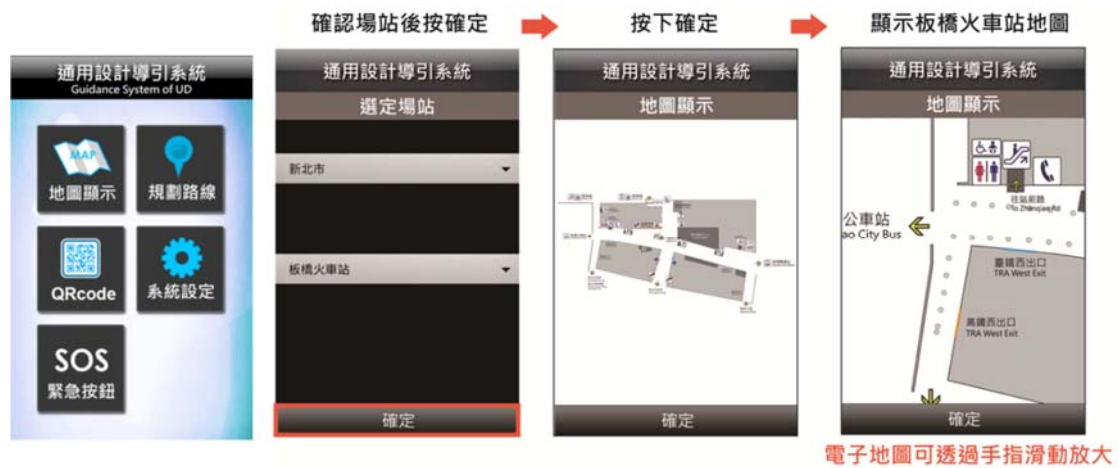 確認場站後按確定
按下確定
顯示板橋火車站地圖
通用設計導引系統
Guidance System of UD
MAP
地圖顯示
規劃路線
QRcode
系統設定
SOS
緊急按鈕
通用設計導引系統
選定場站
新北市
板橋火車站
確定
通用設計導引系統
地圖顯示
確定
通用設計導引系統
地圖顯示
往站前路
公車站
ao City Bus
臺鐵西出口
TRA West Exit
高鐵西出口
TRA West Exit
確定
電子地圖可透過手指滑動放大